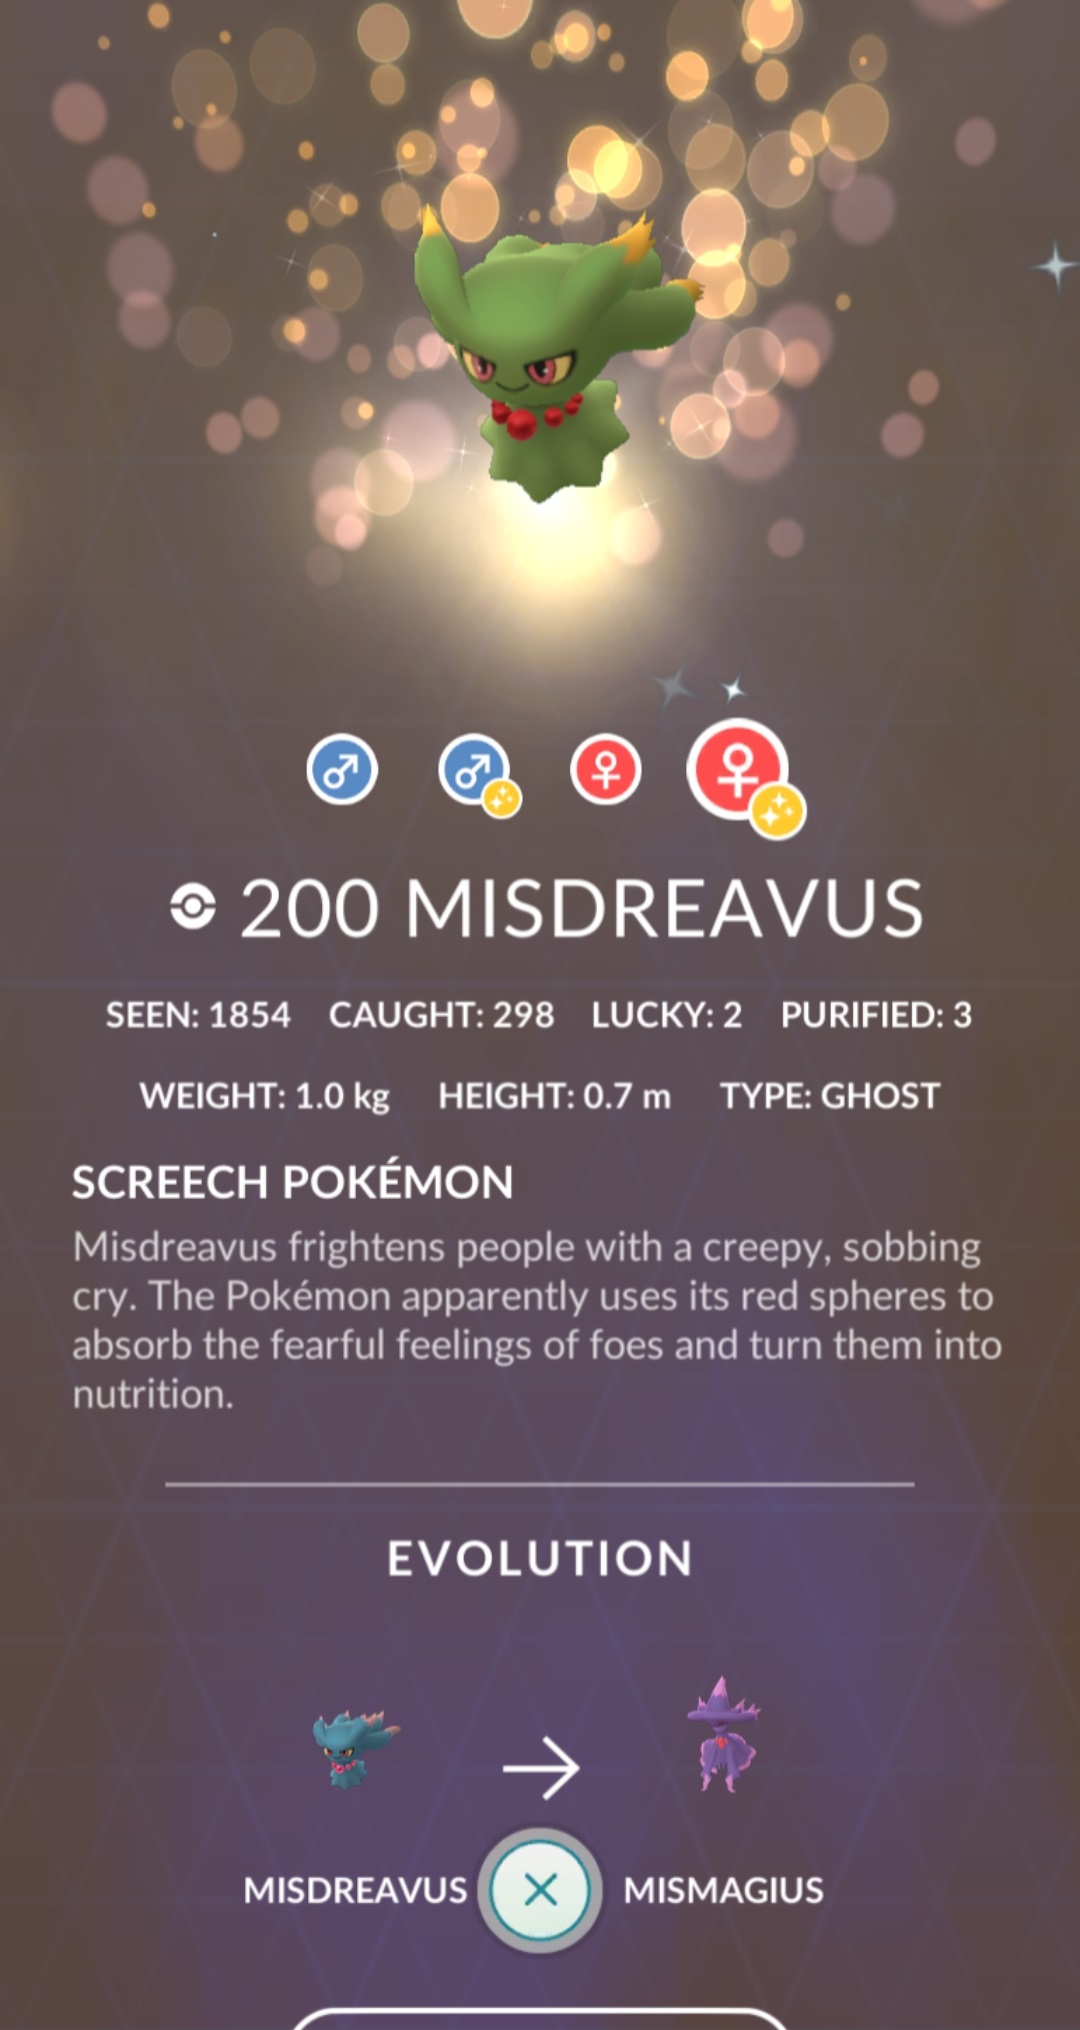 200 MISDREAVUS
SEEN: 1854 CAUGHT: 298 LUCKY: 2 PURIFIED: 3
WEIGHT: 1.0 kg HEIGHT: 0.7 m TYPE: GHOST
SCREECH POKÉMON
Misdreavus frightens people with a creepy, sobbing
cry. The Pokémon apparently uses its red spheres to
absorb the fearful feelings of foes and turn them into
nutrition.
EVOLUTION
MISDREAVUS MISMAGIUS